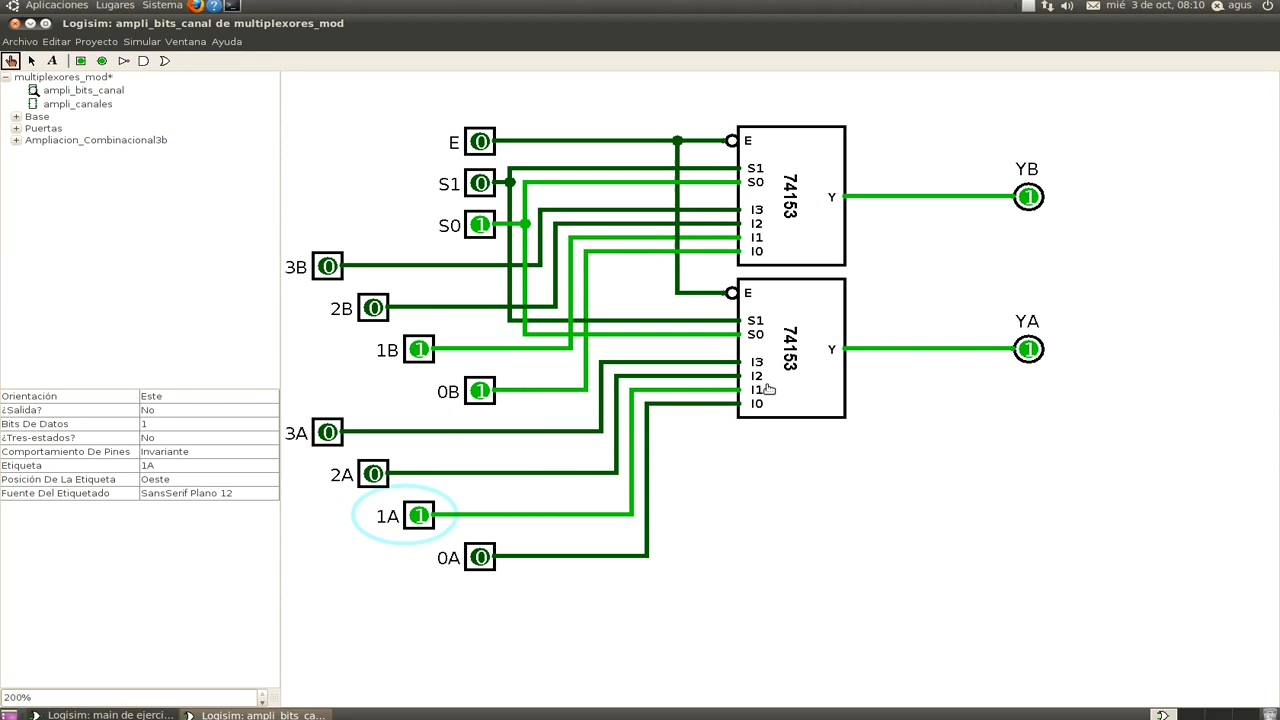 Aplicaciones Lugares Sistema mié 3 de oct, 08:10 agus
Logisim: ampli_bits_canal de multiplexores_mod
Archivo Editar Proyecto Simular Ventana Ayuda
A
multiplexores_mod*
ampli_bits_canal
ampli_canales
Base
Puertas
Ampliacion_Combinacional3b
Orientación Este
¿Salida? No
Bits De Datos 1
¿Tres-estados? No
Comportamiento De Pines Invariante
Etiqueta 1A
Posición De La Etiqueta Oeste
Fuente Del Etiquetado SansSerif Plano 12
200%
E 0
S1 0
S0 1
3B 0
2B 0
1B 1
0B 1
3A 0
2A 0
1A 1
0A 0
E
S1
S0
I3
I2
I1
I0
74153
Y
YB
1
E
S1
S0
I3
I2
I1
I0
74153
Y
YA
1
Logisim: main de ejerci... Logisim: ampli_bits_ca...